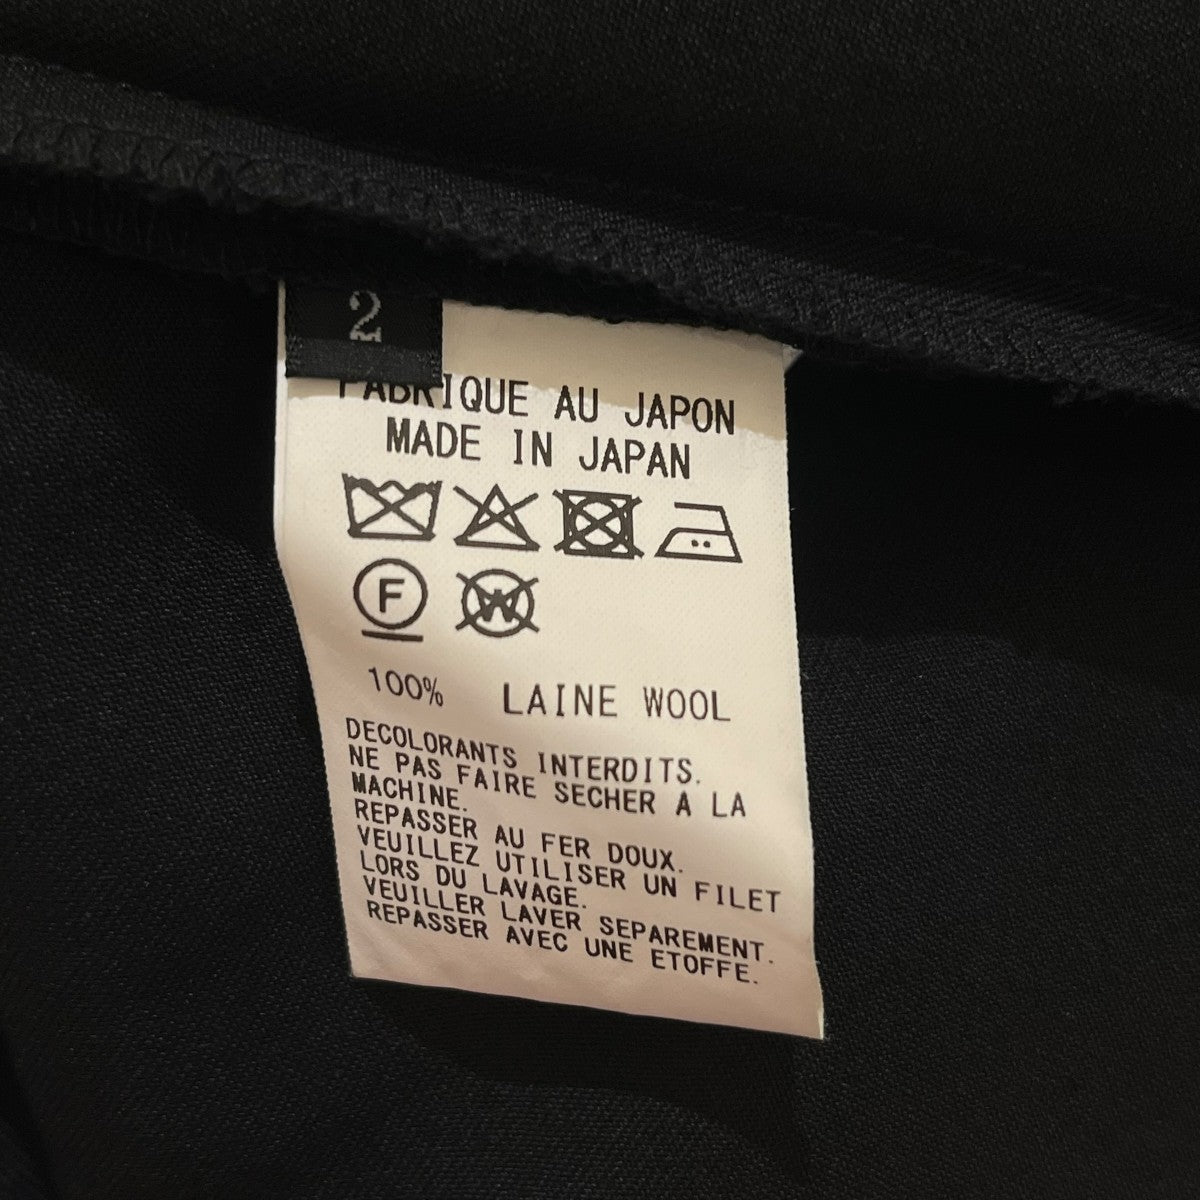 2
FABRIQUE AU JAPON
MADE IN JAPAN
F
W
100% LAINE WOOL
DECOLORANTS INTERDITS.
NE PAS FAIRE SECHER A LA
MACHINE.
REPASSER AU FER DOUX.
VEUILLEZ UTILISER UN FILET
LORS DU LAVAGE.
VEUILLER LAVER SEPAREMENT.
REPASSER AVEC UNE ETOFFE.